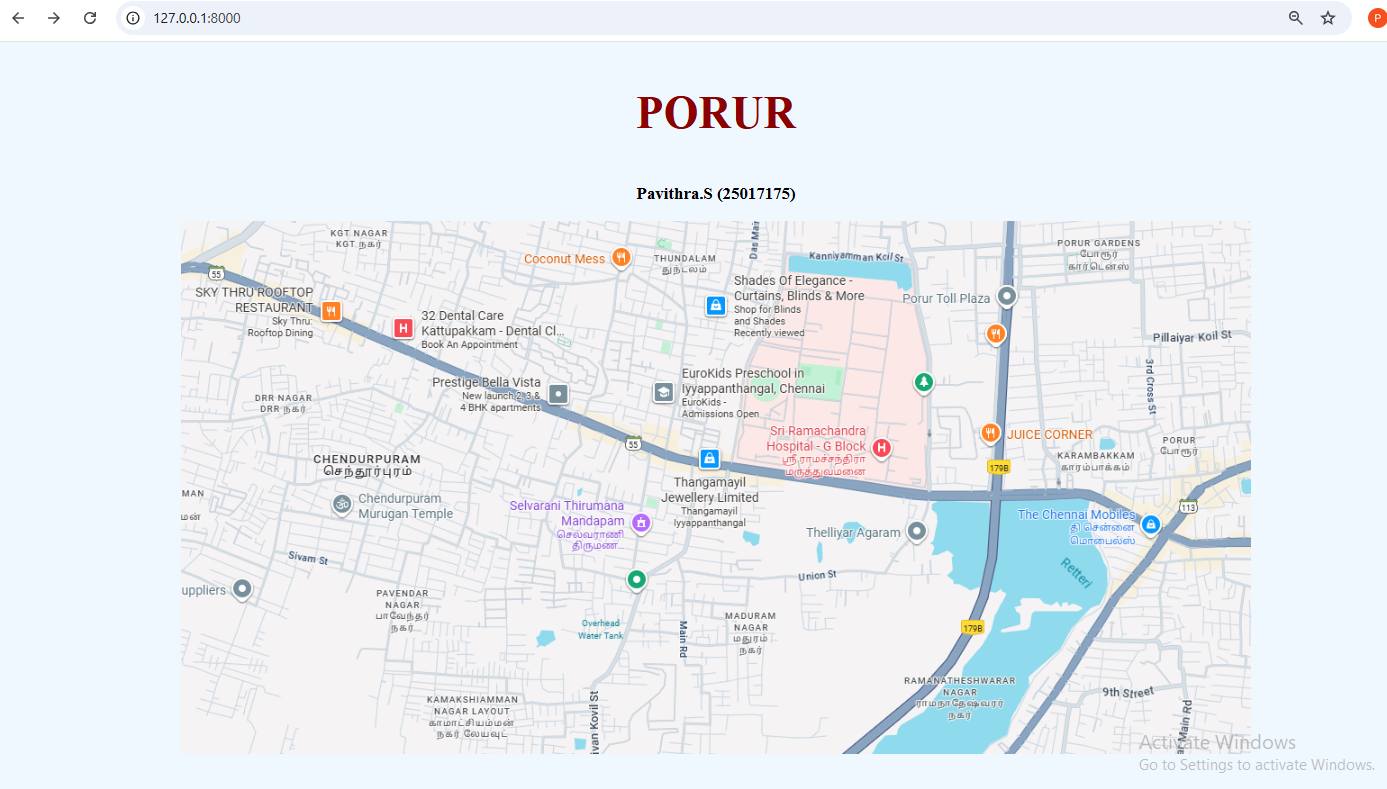 127.0.0.1:8000
P
PORUR
Pavithra.S (25017175)
KGT NAGAR
KGT நகர்
Coconut Mess
THUNDALAM
துந்டலம்
Das Mai
Kanniyamman Koil St
PORUR GARDENS
போரூர்
கார்டென்ஸ்
55
SKY THRU ROOFTOP
RESTAURANT
Sky Thru:
Rooftop Dining
32 Dental Care
Kattupakkam - Dental Cl...
Book An Appointment
Shades Of Elegance -
Curtains, Blinds & More
Shop for Blinds
and Shades
Recently viewed
Porur Toll Plaza
Pillaiyar Koil St
3rd Cross St
Prestige Bella Vista
New launch 2, 3 &
4 BHK apartments
EuroKids Preschool in
Iyyappanthangal, Chennai
EuroKids -
Admissions Open
DRR NAGAR
DRR நகர்
55
Sri Ramachandra
Hospital - G Block
ஸ்ரீ ராமச்சந்திரா
மருத்துவமனை
JUICE CORNER
PORUR
போரூர்
KARAMBAKKAM
காரம்பாக்கம்
CHENDURPURAM
செந்தூர்புரம்
179B
Thangamayil
Jewellery Limited
Thangamayil
Iyyappanthangal
MAN
ன்
Chendurpuram
Murugan Temple
Selvarani Thirumana
Mandapam
செல்வராணி
திருமண...
Thelliyar Agaram
The Chennai Mobiles
தி சென்னை
மொபைல்ஸ்
113
Sivam St
Union St
Retteri
uppliers
PAVENDAR
NAGAR
பாவேந்தர்
நகர்
Overhead
Water Tank
Main Rd
MADURAM
NAGAR
மதுரம்
நகர்
179B
RAMANATHESHWARAR
NAGAR
ராமநாதேஷ்வரர்
நகர்
9th Street
KAMAKSHIAMMAN
NAGAR LAYOUT
காமாட்சியம்மன்
நகர் லேயவுட்
ivan Kovil St
ar Main Rd
Activate Windows
Go to Settings to activate Windows.